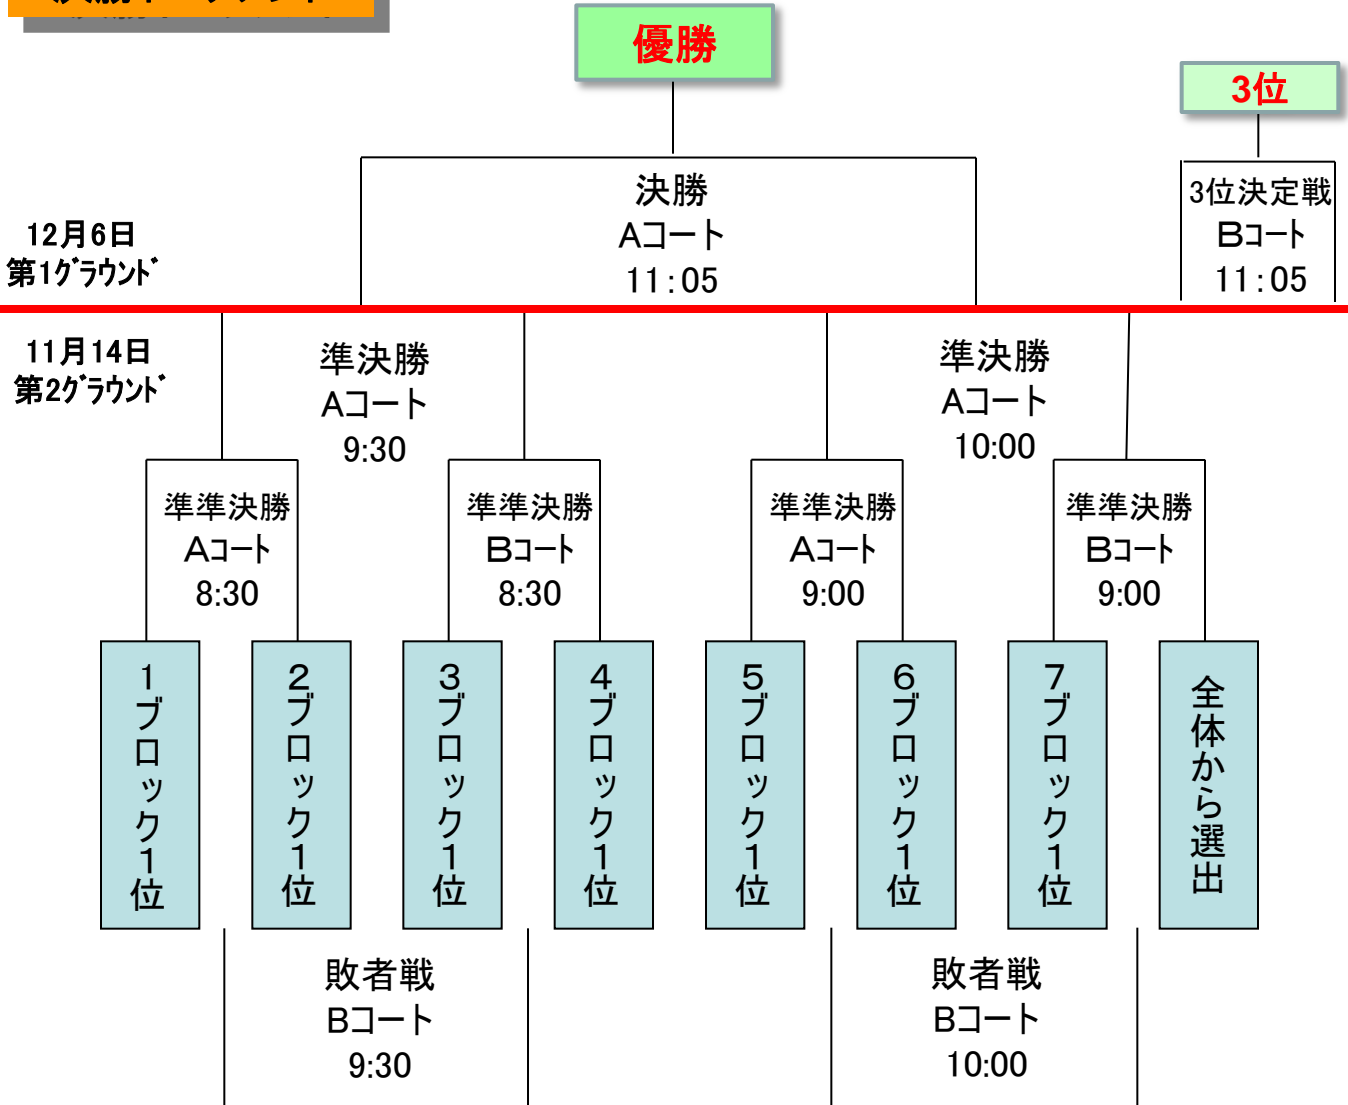 優勝
3位
決勝
Aコート
11:05
3位決定戦
Bコート
11:05
12月6日
第1グラウンド
11月14日
第2グラウンド
準決勝
Aコート
9:30
準決勝
Aコート
10:00
準準決勝
Aコート
8:30
準準決勝
Bコート
8:30
準準決勝
Aコート
9:00
準準決勝
Bコート
9:00
1ブロック1位
2ブロック1位
3ブロック1位
4ブロック1位
5ブロック1位
6ブロック1位
7ブロック1位
全体から選出
敗者戦
Bコート
9:30
敗者戦
Bコート
10:00